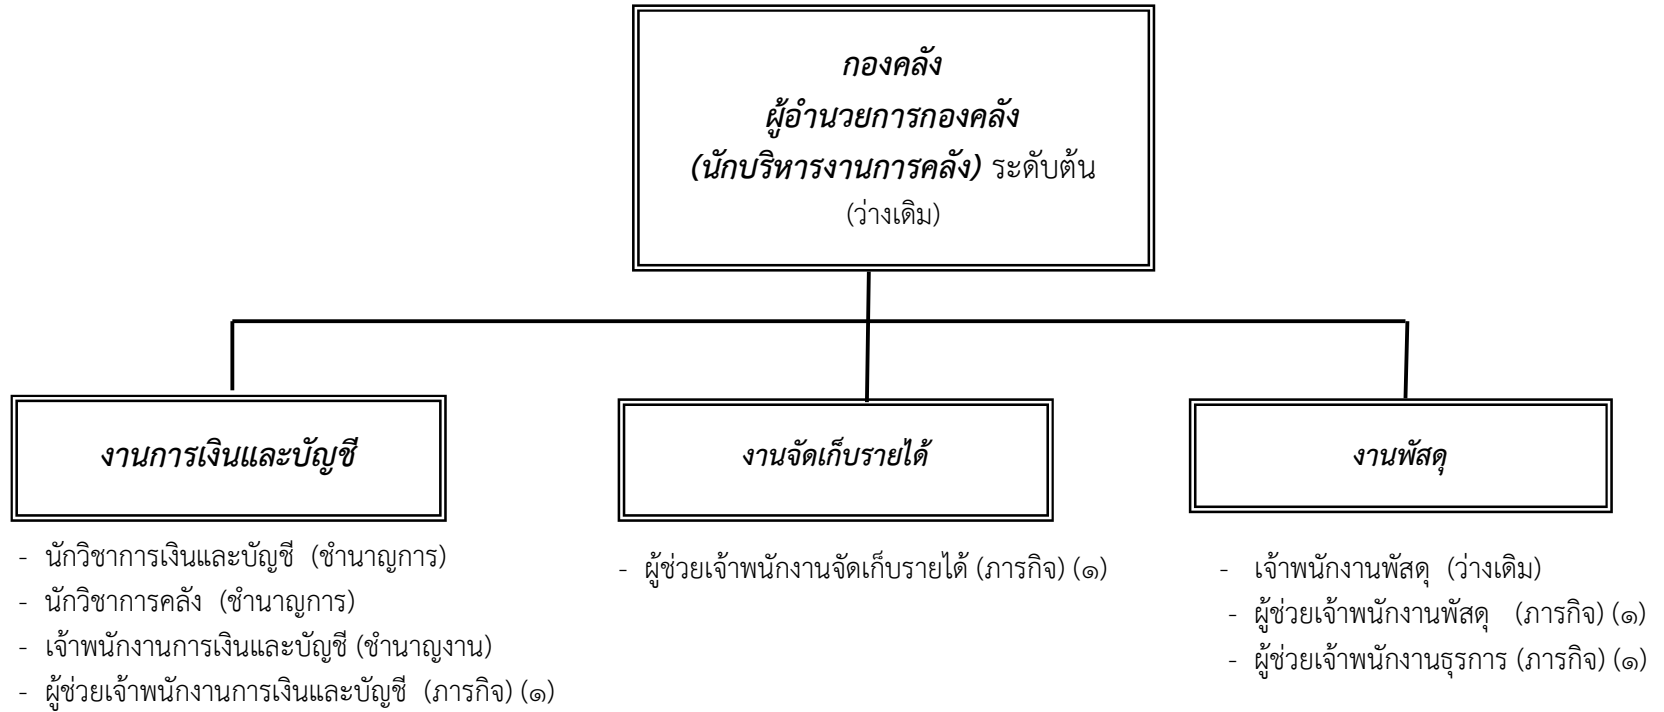 กองคลัง
ผู้อำนวยการกองคลัง
(นักบริหารงานการคลัง) ระดับต้น
(ว่างเดิม)
งานการเงินและบัญชี
- นักวิชาการเงินและบัญชี (ชำนาญการ)
- นักวิชาการคลัง (ชำนาญการ)
- เจ้าพนักงานการเงินและบัญชี (ชำนาญงาน)
- ผู้ช่วยเจ้าพนักงานการเงินและบัญชี (ภารกิจ) (๑)
งานจัดเก็บรายได้
- ผู้ช่วยเจ้าพนักงานจัดเก็บรายได้ (ภารกิจ) (๑)
งานพัสดุ
- เจ้าพนักงานพัสดุ (ว่างเดิม)
- ผู้ช่วยเจ้าพนักงานพัสดุ (ภารกิจ) (๑)
- ผู้ช่วยเจ้าพนักงานธุรการ (ภารกิจ) (๑)